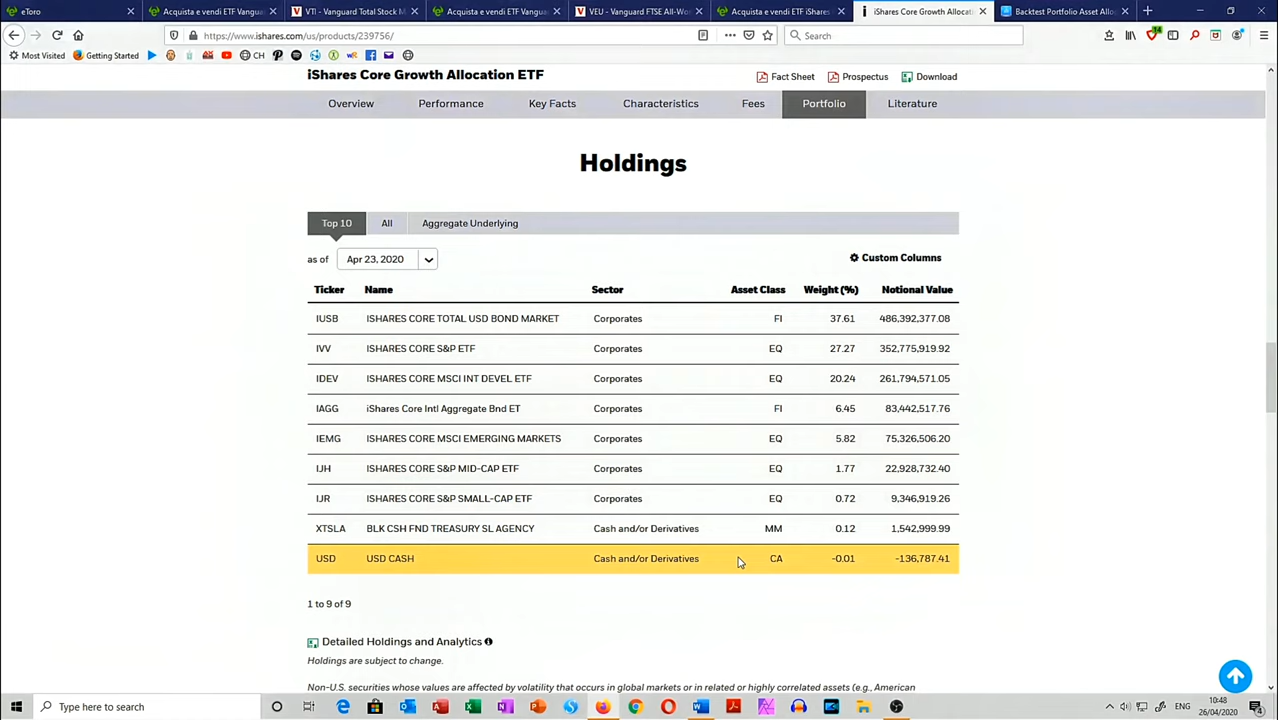 eToro
Acquista e vendi ETF Vanguar
VTI - Vanguard Total Stock M
Acquista e vendi ETF Vanguar
VEU - Vanguard FTSE All-Wor
Acquista e vendi ETF iShares
iShares Core Growth Allocatio
Backtest Portfolio Asset Alloc
https://www.ishares.com/us/products/239756/
Search
14
Most Visited
Getting Started
CH
iShares Core Growth Allocation ETF
Fact Sheet
Prospectus
Download
Overview
Performance
Key Facts
Characteristics
Fees
Portfolio
Literature
Holdings
Top 10
All
Aggregate Underlying
as of
Apr 23, 2020
Custom Columns
Ticker Name Sector Asset Class Weight (%) Notional Value
IUSB ISHARES CORE TOTAL USD BOND MARKET Corporates FI 37.61 486,392,377.08
IVV ISHARES CORE S&P ETF Corporates EQ 27.27 352,775,919.92
IDEV ISHARES CORE MSCI INT DEVEL ETF Corporates EQ 20.24 261,794,571.05
IAGG iShares Core Intl Aggregate Bnd ET Corporates FI 6.45 83,442,517.76
IEMG ISHARES CORE MSCI EMERGING MARKETS Corporates EQ 5.82 75,326,506.20
IJH ISHARES CORE S&P MID-CAP ETF Corporates EQ 1.77 22,928,732.40
IJR ISHARES CORE S&P SMALL-CAP ETF Corporates EQ 0.72 9,346,919.26
XTSLA BLK CSH FND TREASURY SL AGENCY Cash and/or Derivatives MM 0.12 1,542,999.99
USD USD CASH Cash and/or Derivatives CA -0.01 -136,787.41
1 to 9 of 9
Detailed Holdings and Analytics
Holdings are subject to change.
Non-U.S. securities whose values are affected by volatility that occurs in global markets or in related or highly correlated assets (e.g., American
Type here to search
ENG
10:48
26/04/2020